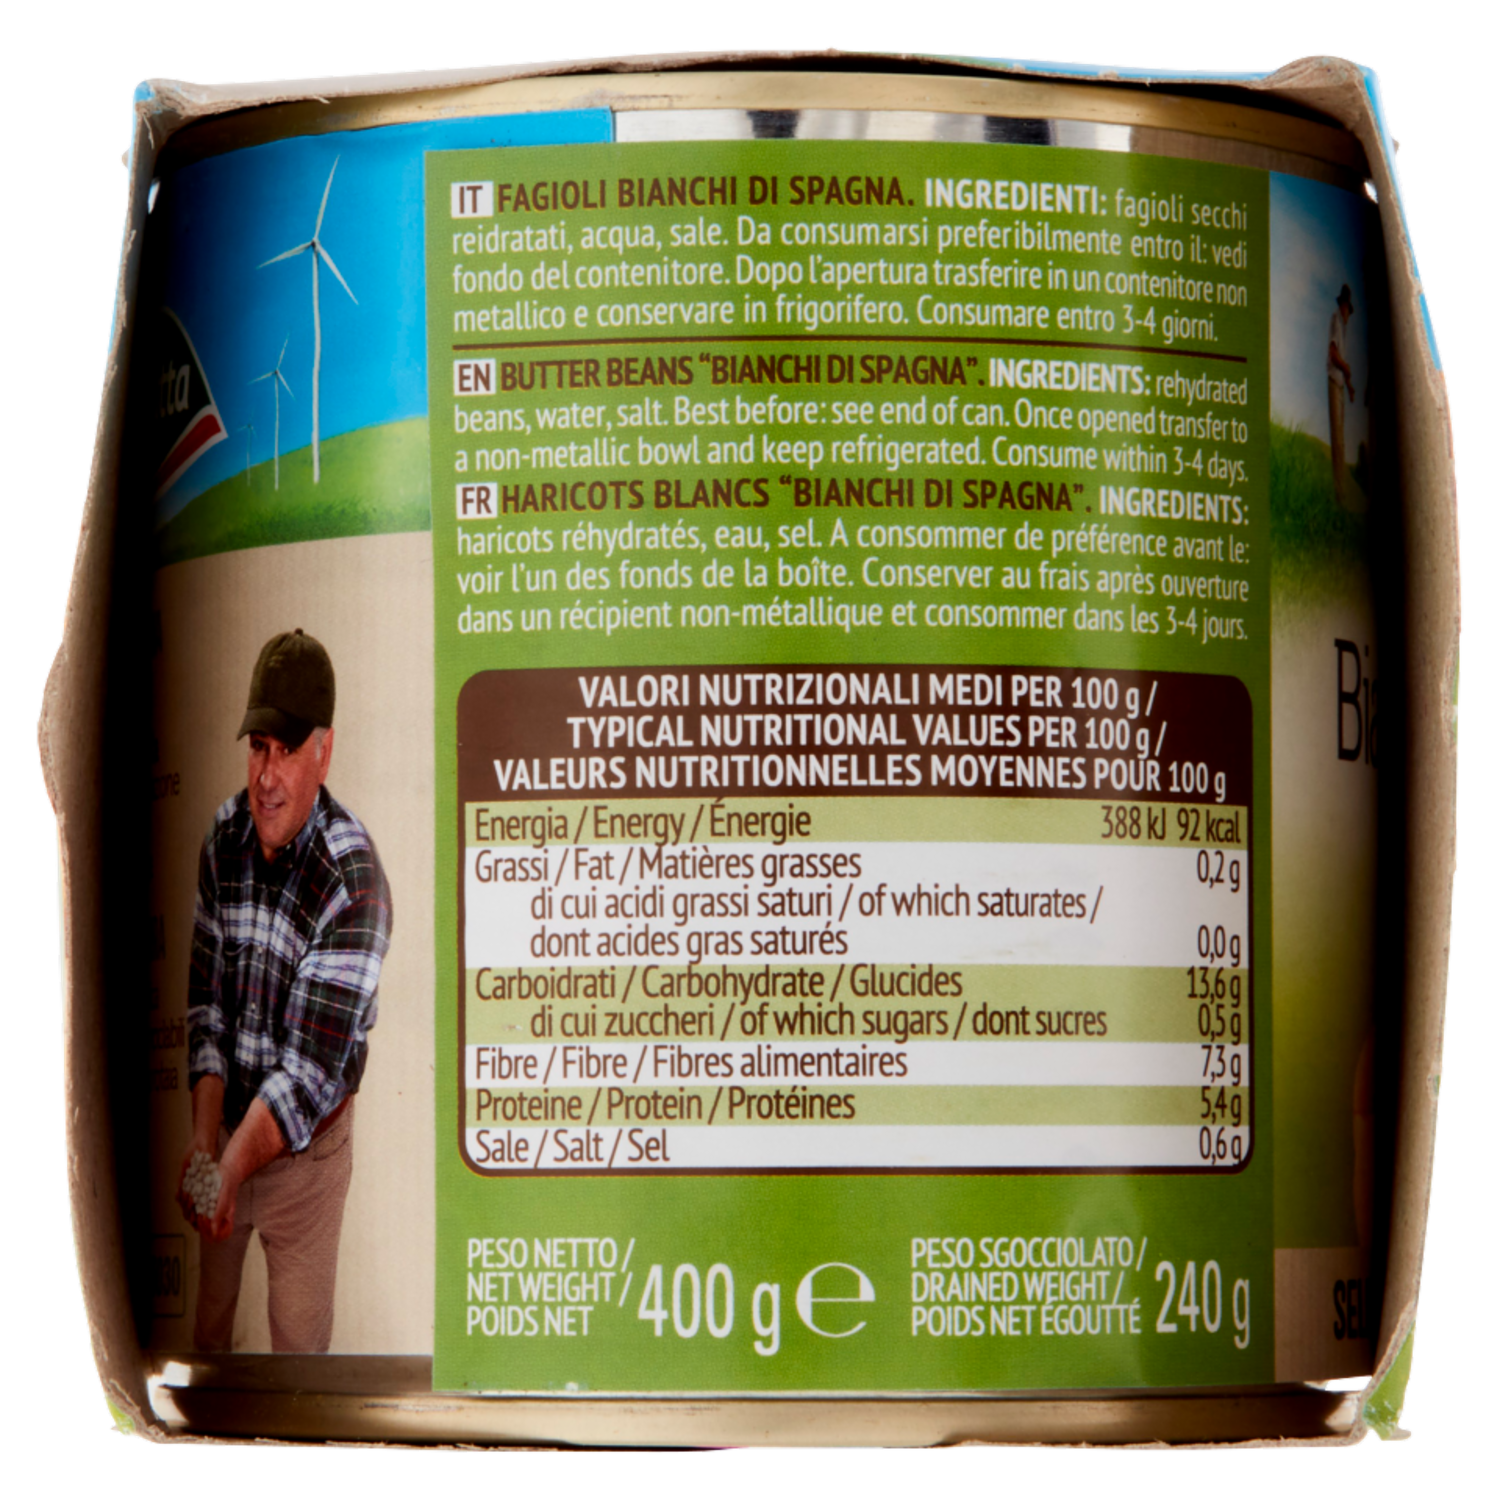 IT FAGIOLI BIANCHI DI SPAGNA. INGREDIENTI: fagioli secchi
reidratati, acqua, sale. Da consumarsi preferibilmente entro il: vedi
fondo del contenitore. Dopo l'apertura trasferire in un contenitore non
metallico e conservare in frigorifero. Consumare entro 3-4 giorni.
EN BUTTER BEANS "BIANCHI DI SPAGNA". INGREDIENTS: rehydrated
beans, water, salt. Best before: see end of can. Once opened transfer to
a non-metallic bowl and keep refrigerated. Consume within 3-4 days.
FR HARICOTS BLANCS "BIANCHI DI SPAGNA". INGREDIENTS:
haricots réhydratés, eau, sel. A consommer de préférence avant le:
voir l'un des fonds de la boîte. Conserver au frais après ouverture
dans un récipient non-métallique et consommer dans les 3-4 jours.
VALORI NUTRIZIONALI MEDI PER 100 g /
TYPICAL NUTRITIONAL VALUES PER 100 g /
VALEURS NUTRITIONNELLES MOYENNES POUR 100 g
Energia / Energy / Énergie 388 kJ 92 kcal
Grassi / Fat / Matières grasses 0,2 g
di cui acidi grassi saturi / of which saturates /
dont acides gras saturés 0,0 g
Carboidrati / Carbohydrate / Glucides 13,6 g
di cui zuccheri / of which sugars / dont sucres 0,5 g
Fibre / Fibre / Fibres alimentaires 7,3 g
Proteine / Protein / Protéines 5,4 g
Sale / Salt / Sel 0,6 g
PESO NETTO /
NET WEIGHT /
POIDS NET 400 g e
PESO SGOCCIOLATO /
DRAINED WEIGHT /
POIDS NET ÉGOUTTÉ 240 g